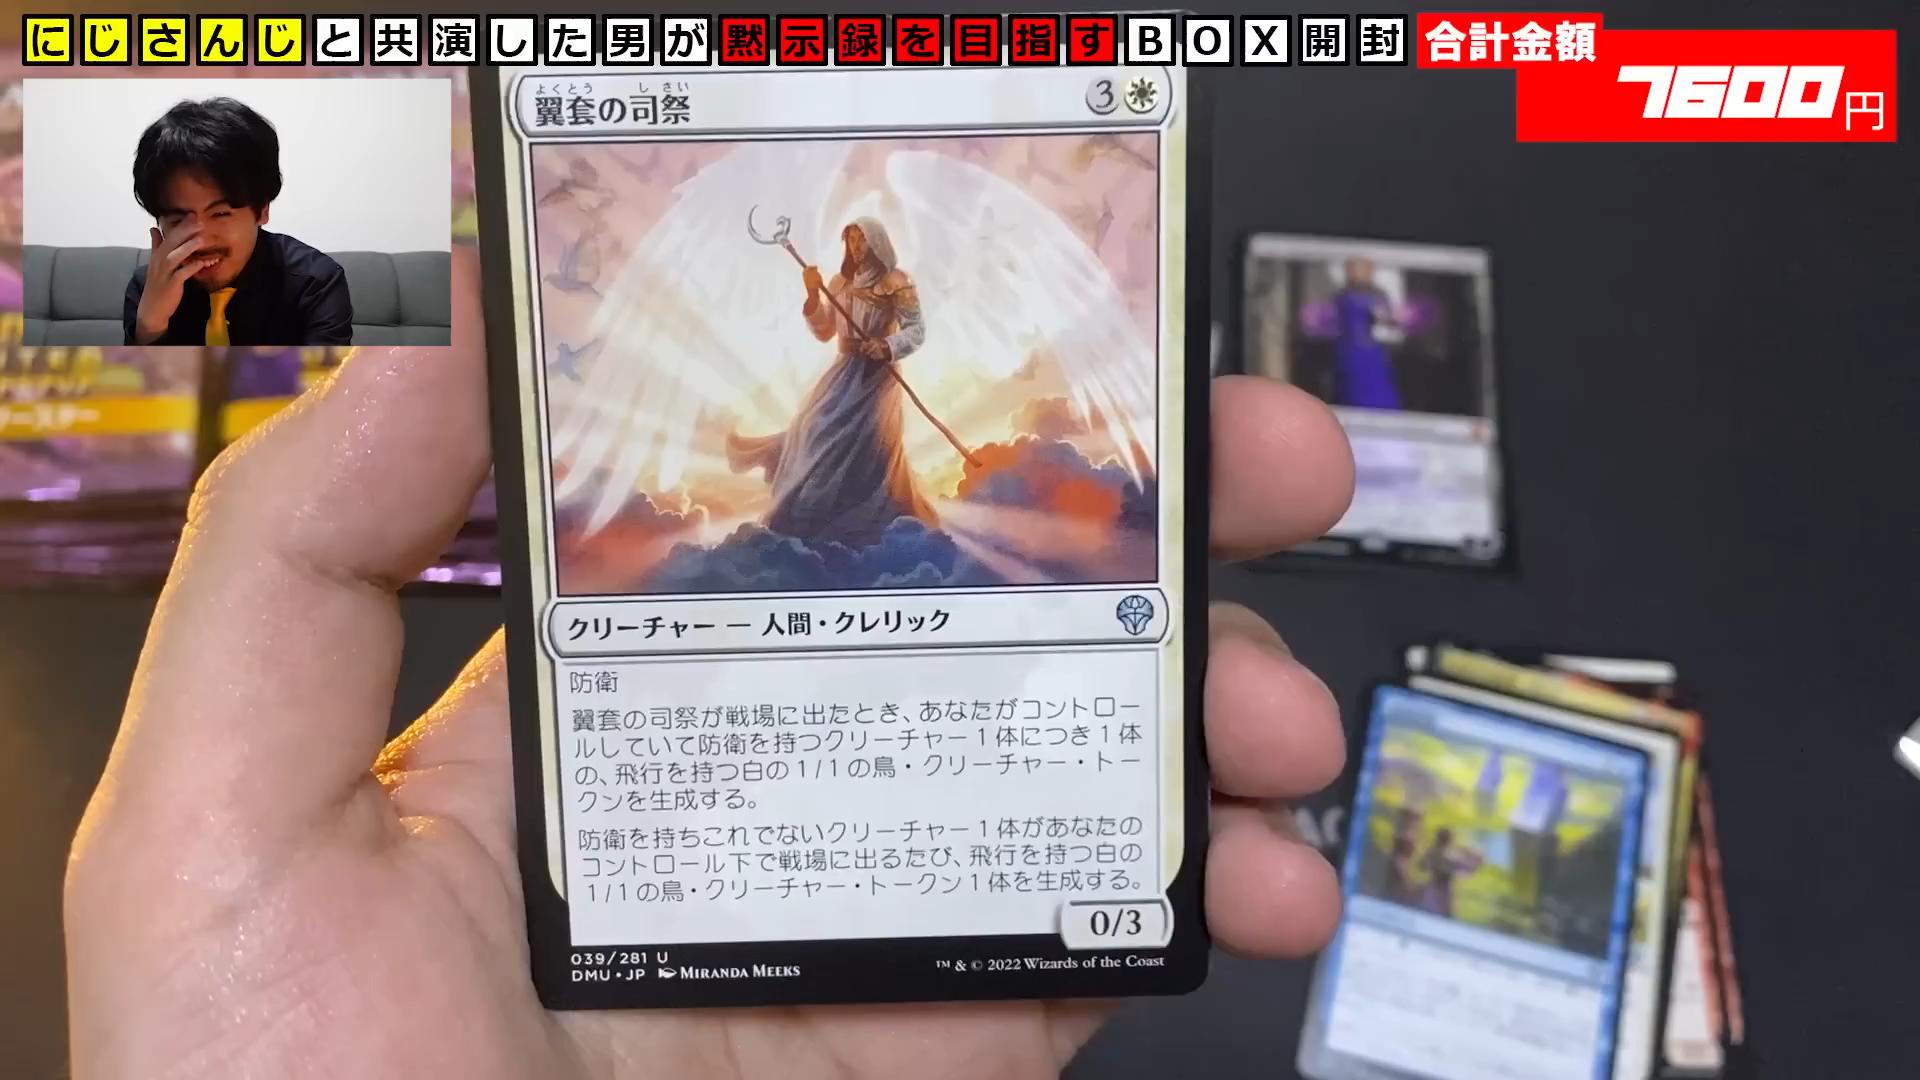 にじさんじと共演した男が黙示録を目指すBOX開封
合計金額
7600円
よくとう しさい
翼套の司祭
3
クリーチャー — 人間・クレリック
防衛
翼套の司祭が戦場に出たとき、あなたがコントロー
ルしていて防衛を持つクリーチャー1体につき1体
の、飛行を持つ白の1/1の鳥・クリーチャー・トー
クンを生成する。
防衛を持ちこれでないクリーチャー1体があなたの
コントロール下で戦場に出るたび、飛行を持つ白の
1/1の鳥・クリーチャー・トークン1体を生成する。
0/3
039/281 U
DMU・JP MIRANDA MEEKS
™ & © 2022 Wizards of the Coast